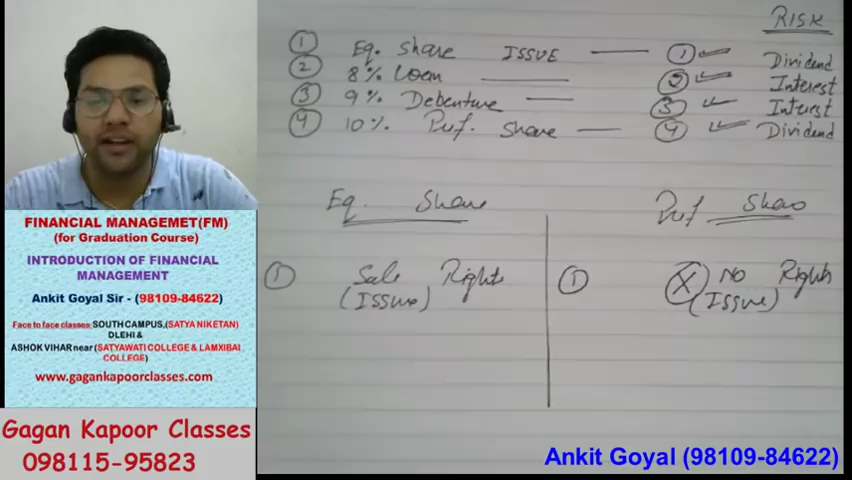 RISK
① Eq. Share ISSUE — ① ✓ Dividend
② 8% Loan — ② ✓ Interest
③ 9% Debenture — ③ ✓ Interest
④ 10% Pref. Share — ④ ✓ Dividend
Eq. Share
Pref Share
① Sale Rights
(Issue)
① X No Rights
(Issue)
FINANCIAL MANAGEMET(FM)
(for Graduation Course)
INTRODUCTION OF FINANCIAL
MANAGEMENT
Ankit Goyal Sir - (98109-84622)
Face to face classes: SOUTH CAMPUS,(SATYA NIKETAN)
DLEHI &
ASHOK VIHAR near (SATYAWATI COLLEGE & LAMXIBAI
COLLEGE)
www.gagankapoorclasses.com
Gagan Kapoor Classes
098115-95823
Ankit Goyal (98109-84622)